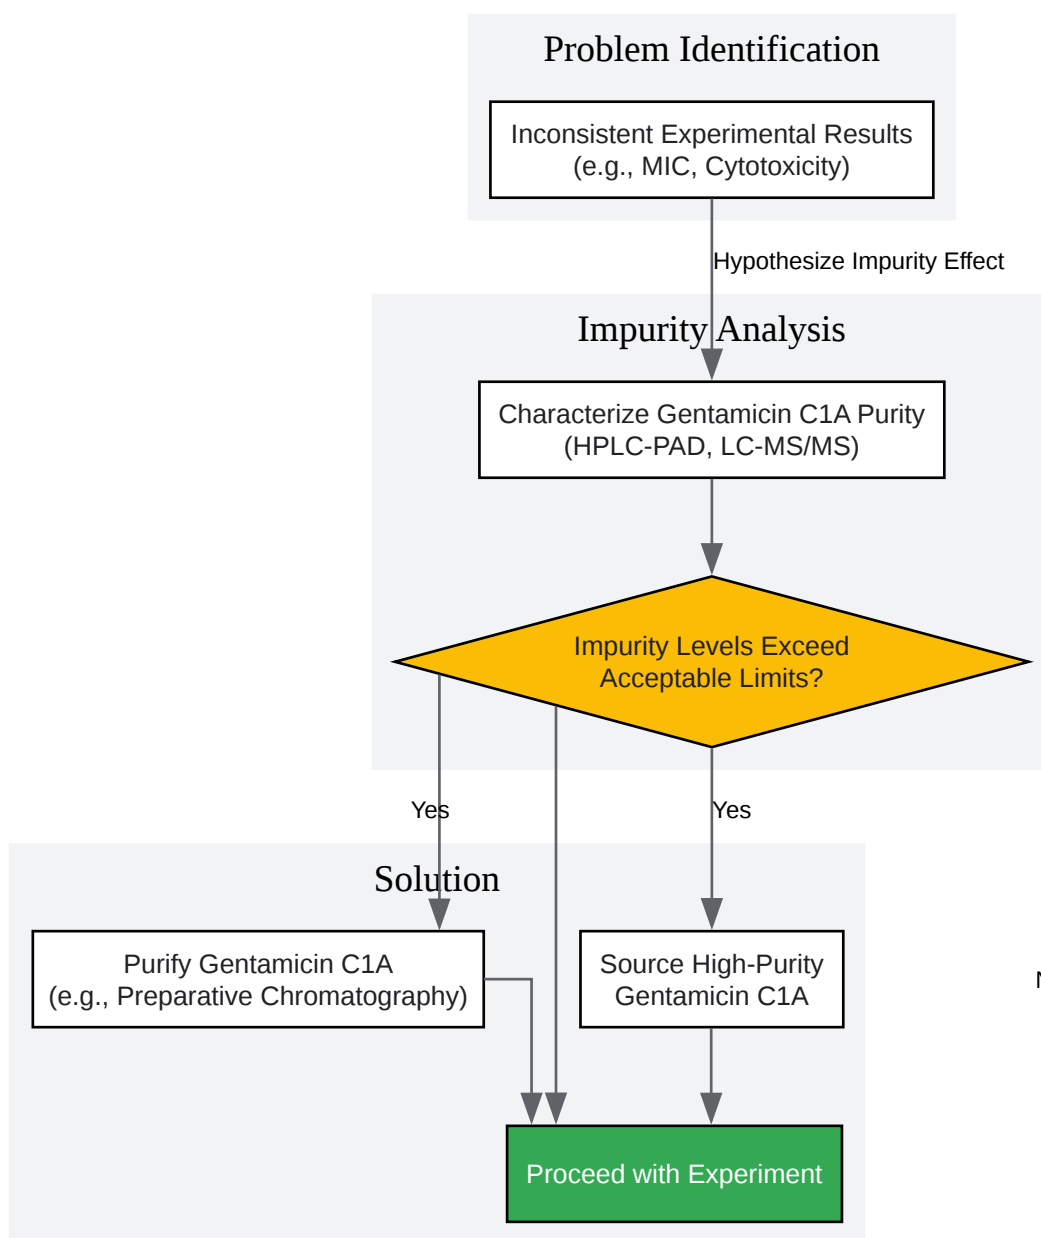 Problem Identification
Inconsistent Experimental Results
(e.g., MIC, Cytotoxicity)
Hypothesize Impurity Effect
Impurity Analysis
Characterize Gentamicin C1A Purity
(HPLC-PAD, LC-MS/MS)
Impurity Levels Exceed
Acceptable Limits?
Yes
Yes
Solution
Purify Gentamicin C1A
(e.g., Preparative Chromatography)
Source High-Purity
Gentamicin C1A
Proceed with Experiment